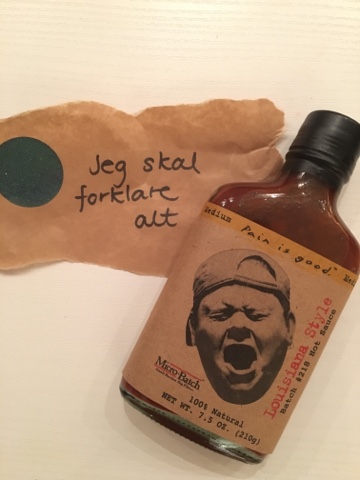 Jeg skal
forklare
alt
Medium
Pain is good.™
Micro-Batch
100% Natural
NET WT. 7.5 OZ. (210g)
Louisiana Style
Batch #218 Hot Sauce